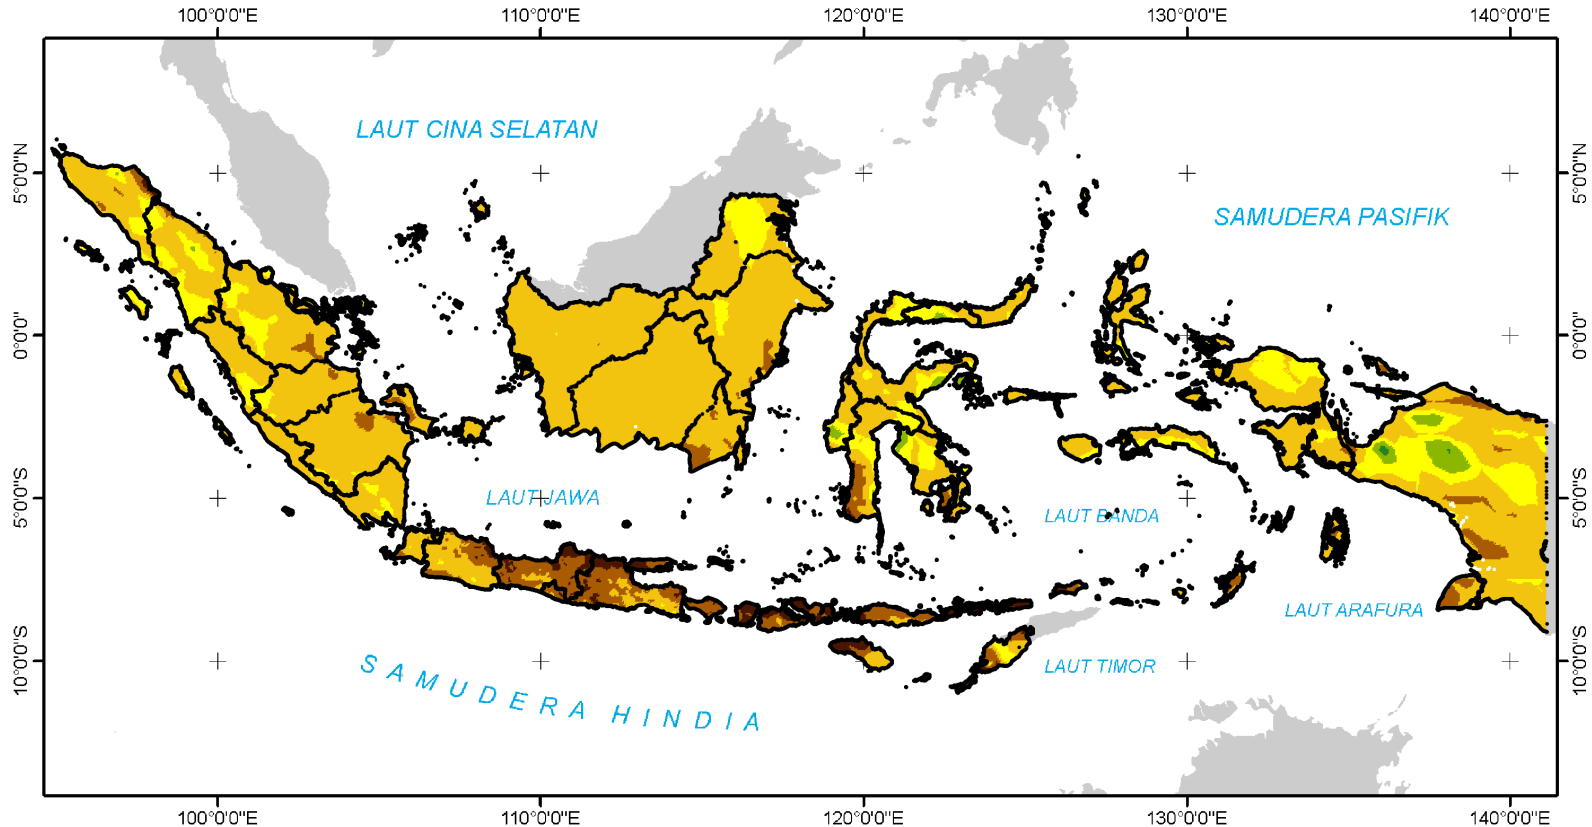 100°0'0"E 110°0'0"E 120°0'0"E 130°0'0"E 140°0'0"E
LAUT CINA SELATAN
5°0'0"N 5°0'0"N
SAMUDERA PASIFIK
0°0'0" 0°0'0"
LAUT JAWA
5°0'0"S 5°0'0"S
LAUT BANDA
LAUT ARAFURA
10°0'0"S 10°0'0"S
LAUT TIMOR
SAMUDERA HINDIA
100°0'0"E 110°0'0"E 120°0'0"E 130°0'0"E 140°0'0"E